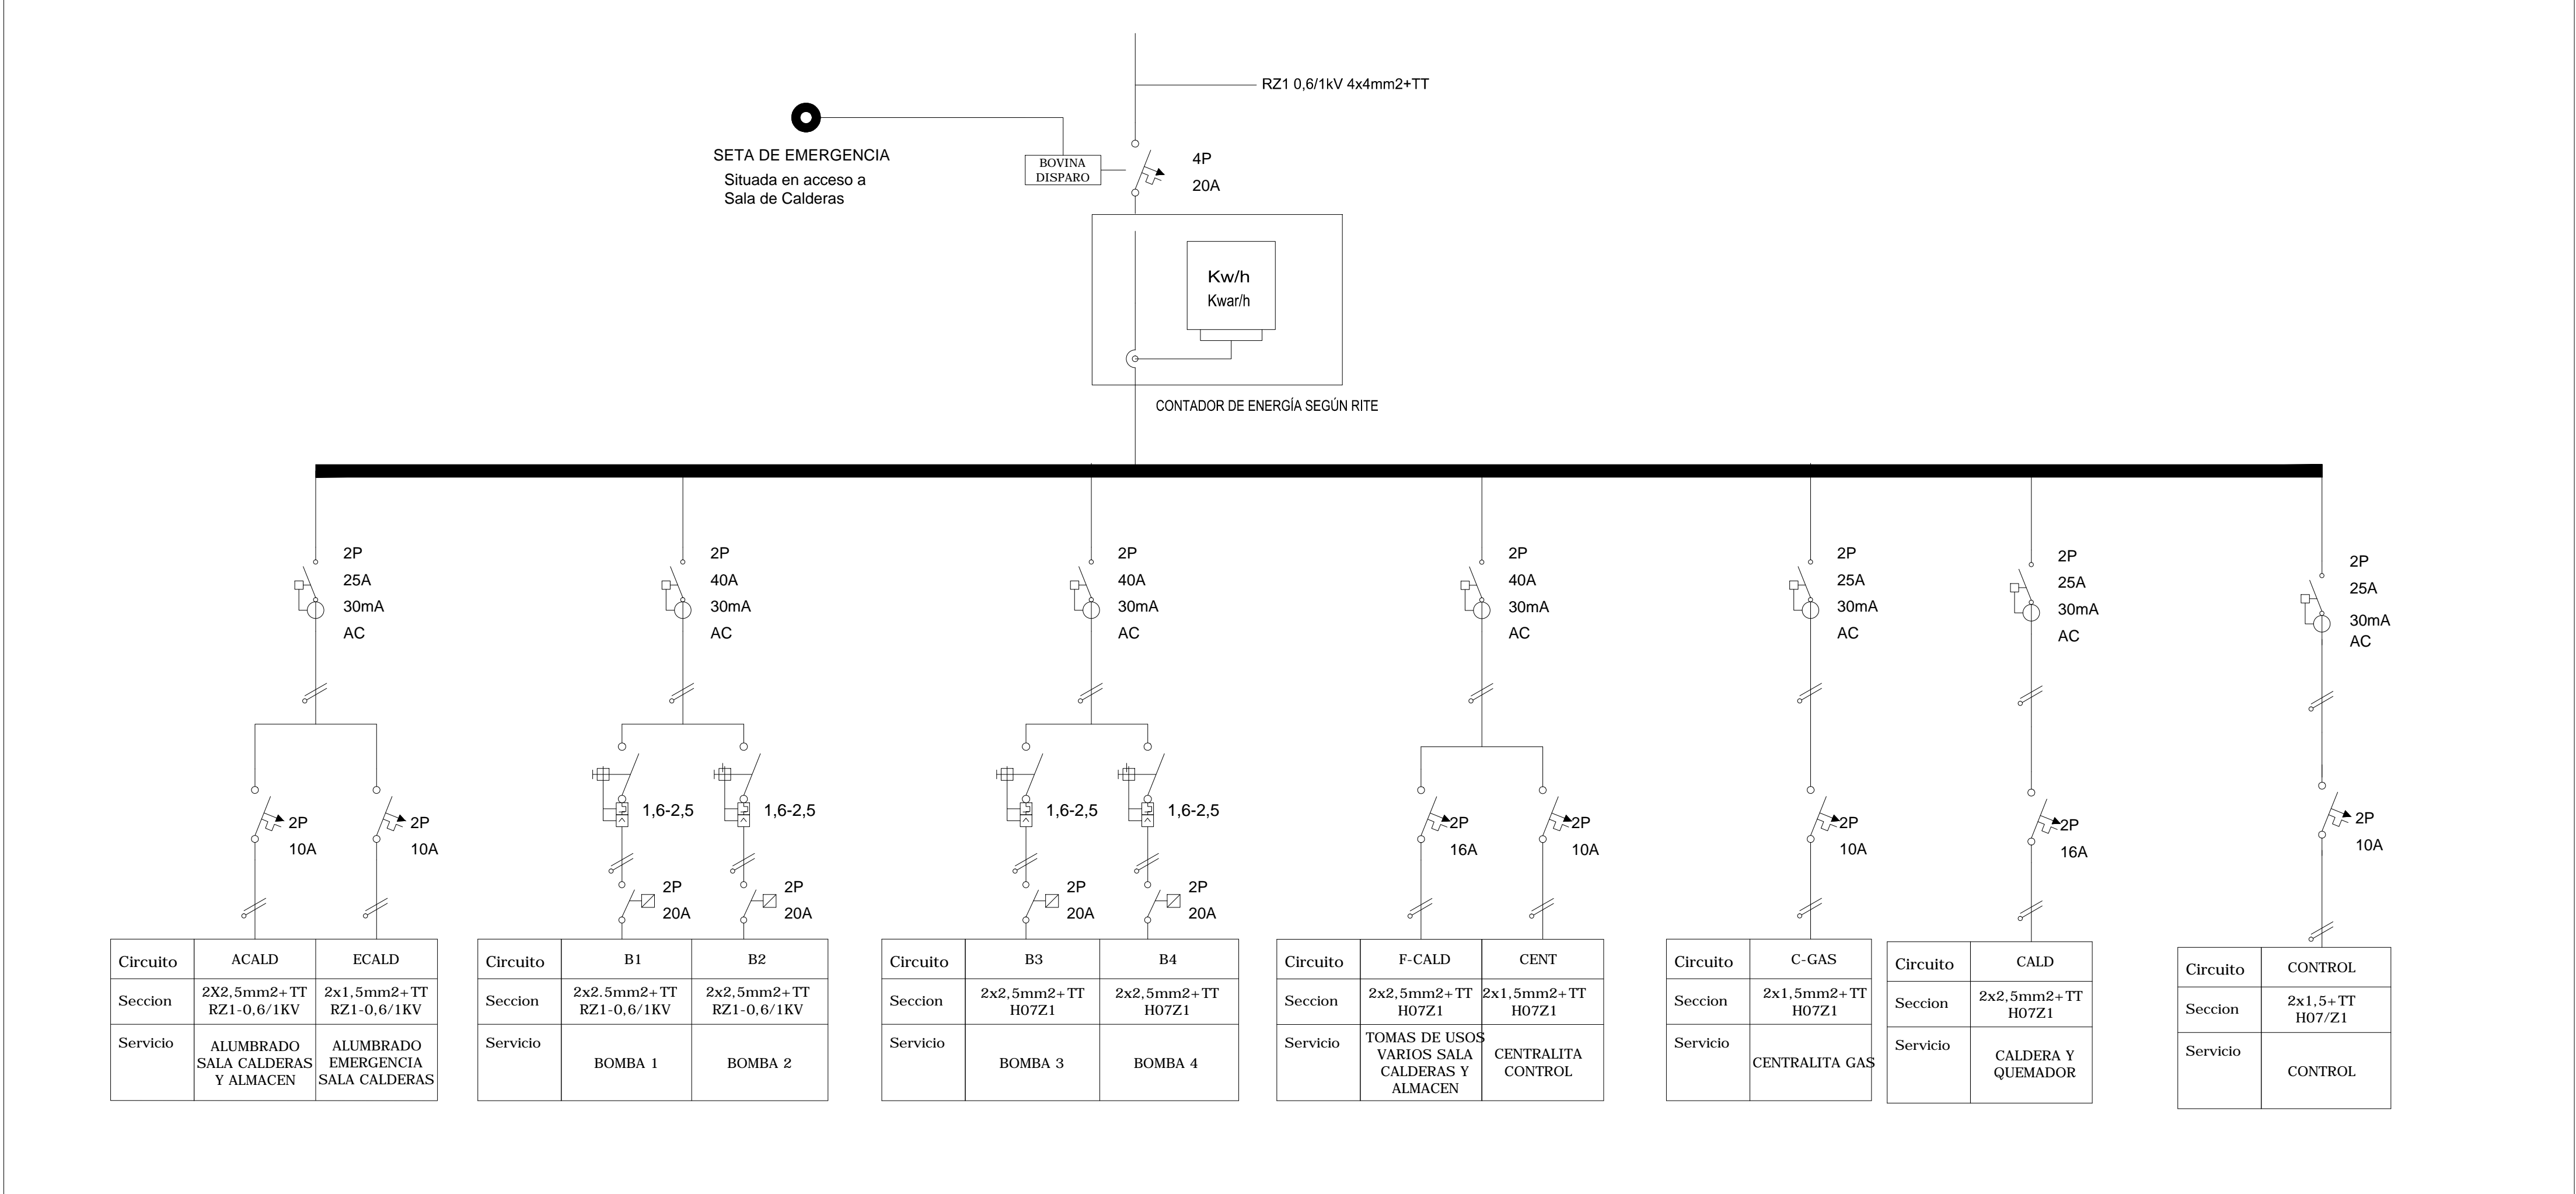 RZ1 0,6/1kV 4x4mm2+TT
SETA DE EMERGENCIA
Situada en acceso a
Sala de Calderas
BOVINA
DISPARO
4P
20A
Kw/h
Kwar/h
CONTADOR DE ENERGÍA SEGÚN RITE
2P
25A
30mA
AC
2P
40A
30mA
AC
2P
40A
30mA
AC
2P
40A
30mA
AC
2P
25A
30mA
AC
2P
25A
30mA
AC
2P
25A
30mA
AC
2P
10A
2P
10A
1,6-2,5
1,6-2,5
2P
20A
2P
20A
1,6-2,5
1,6-2,5
2P
20A
2P
20A
2P
16A
2P
10A
2P
10A
2P
16A
2P
10A
Circuito ACALD ECALD
Seccion 2X2,5mm2+TT 2x1,5mm2+TT
RZ1-0,6/1KV RZ1-0,6/1KV
Servicio
ALUMBRADO
SALA CALDERAS
Y ALMACEN
ALUMBRADO
EMERGENCIA
SALA CALDERAS
Circuito B1 B2
Seccion 2x2.5mm2+TT 2x2,5mm2+TT
RZ1-0,6/1KV RZ1-0,6/1KV
Servicio
BOMBA 1 BOMBA 2
Circuito B3 B4
Seccion 2x2,5mm2+TT 2x2,5mm2+TT
H07Z1 H07Z1
Servicio
BOMBA 3 BOMBA 4
Circuito F-CALD CENT
Seccion 2x2,5mm2+TT 2x1,5mm2+TT
H07Z1 H07Z1
Servicio
TOMAS DE USOS
VARIOS SALA
CALDERAS Y
ALMACEN
CENTRALITA
CONTROL
Circuito C-GAS
Seccion 2x1,5mm2+TT
H07Z1
Servicio
CENTRALITA GAS
Circuito CALD
Seccion 2x2,5mm2+TT
H07Z1
Servicio
CALDERA Y
QUEMADOR
Circuito CONTROL
Seccion 2x1,5+TT
H07/Z1
Servicio
CONTROL